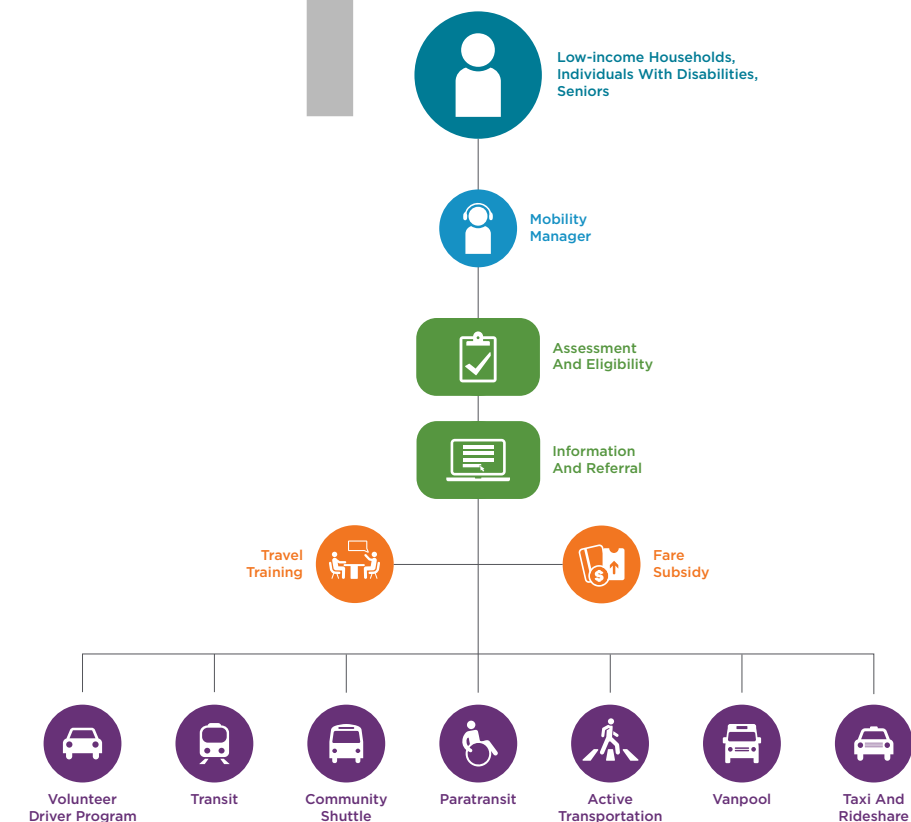 Low-income Households,
Individuals With Disabilities,
Seniors
Mobility
Manager
Assessment
And Eligibility
Information
And Referral
Travel
Training
$
Fare
Subsidy
Volunteer
Driver Program
Transit
Community
Shuttle
Paratransit
Active
Transportation
Vanpool
Taxi And
Rideshare